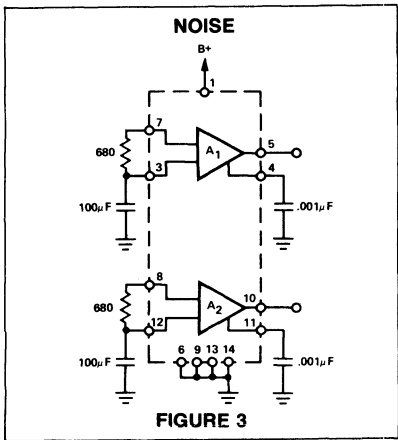 NOISE
B+
1
7
680
A1
5
3
4
100µF
.001µF
8
680
A2
10
12
11
100µF
6 9 13 14
.001µF
FIGURE 3